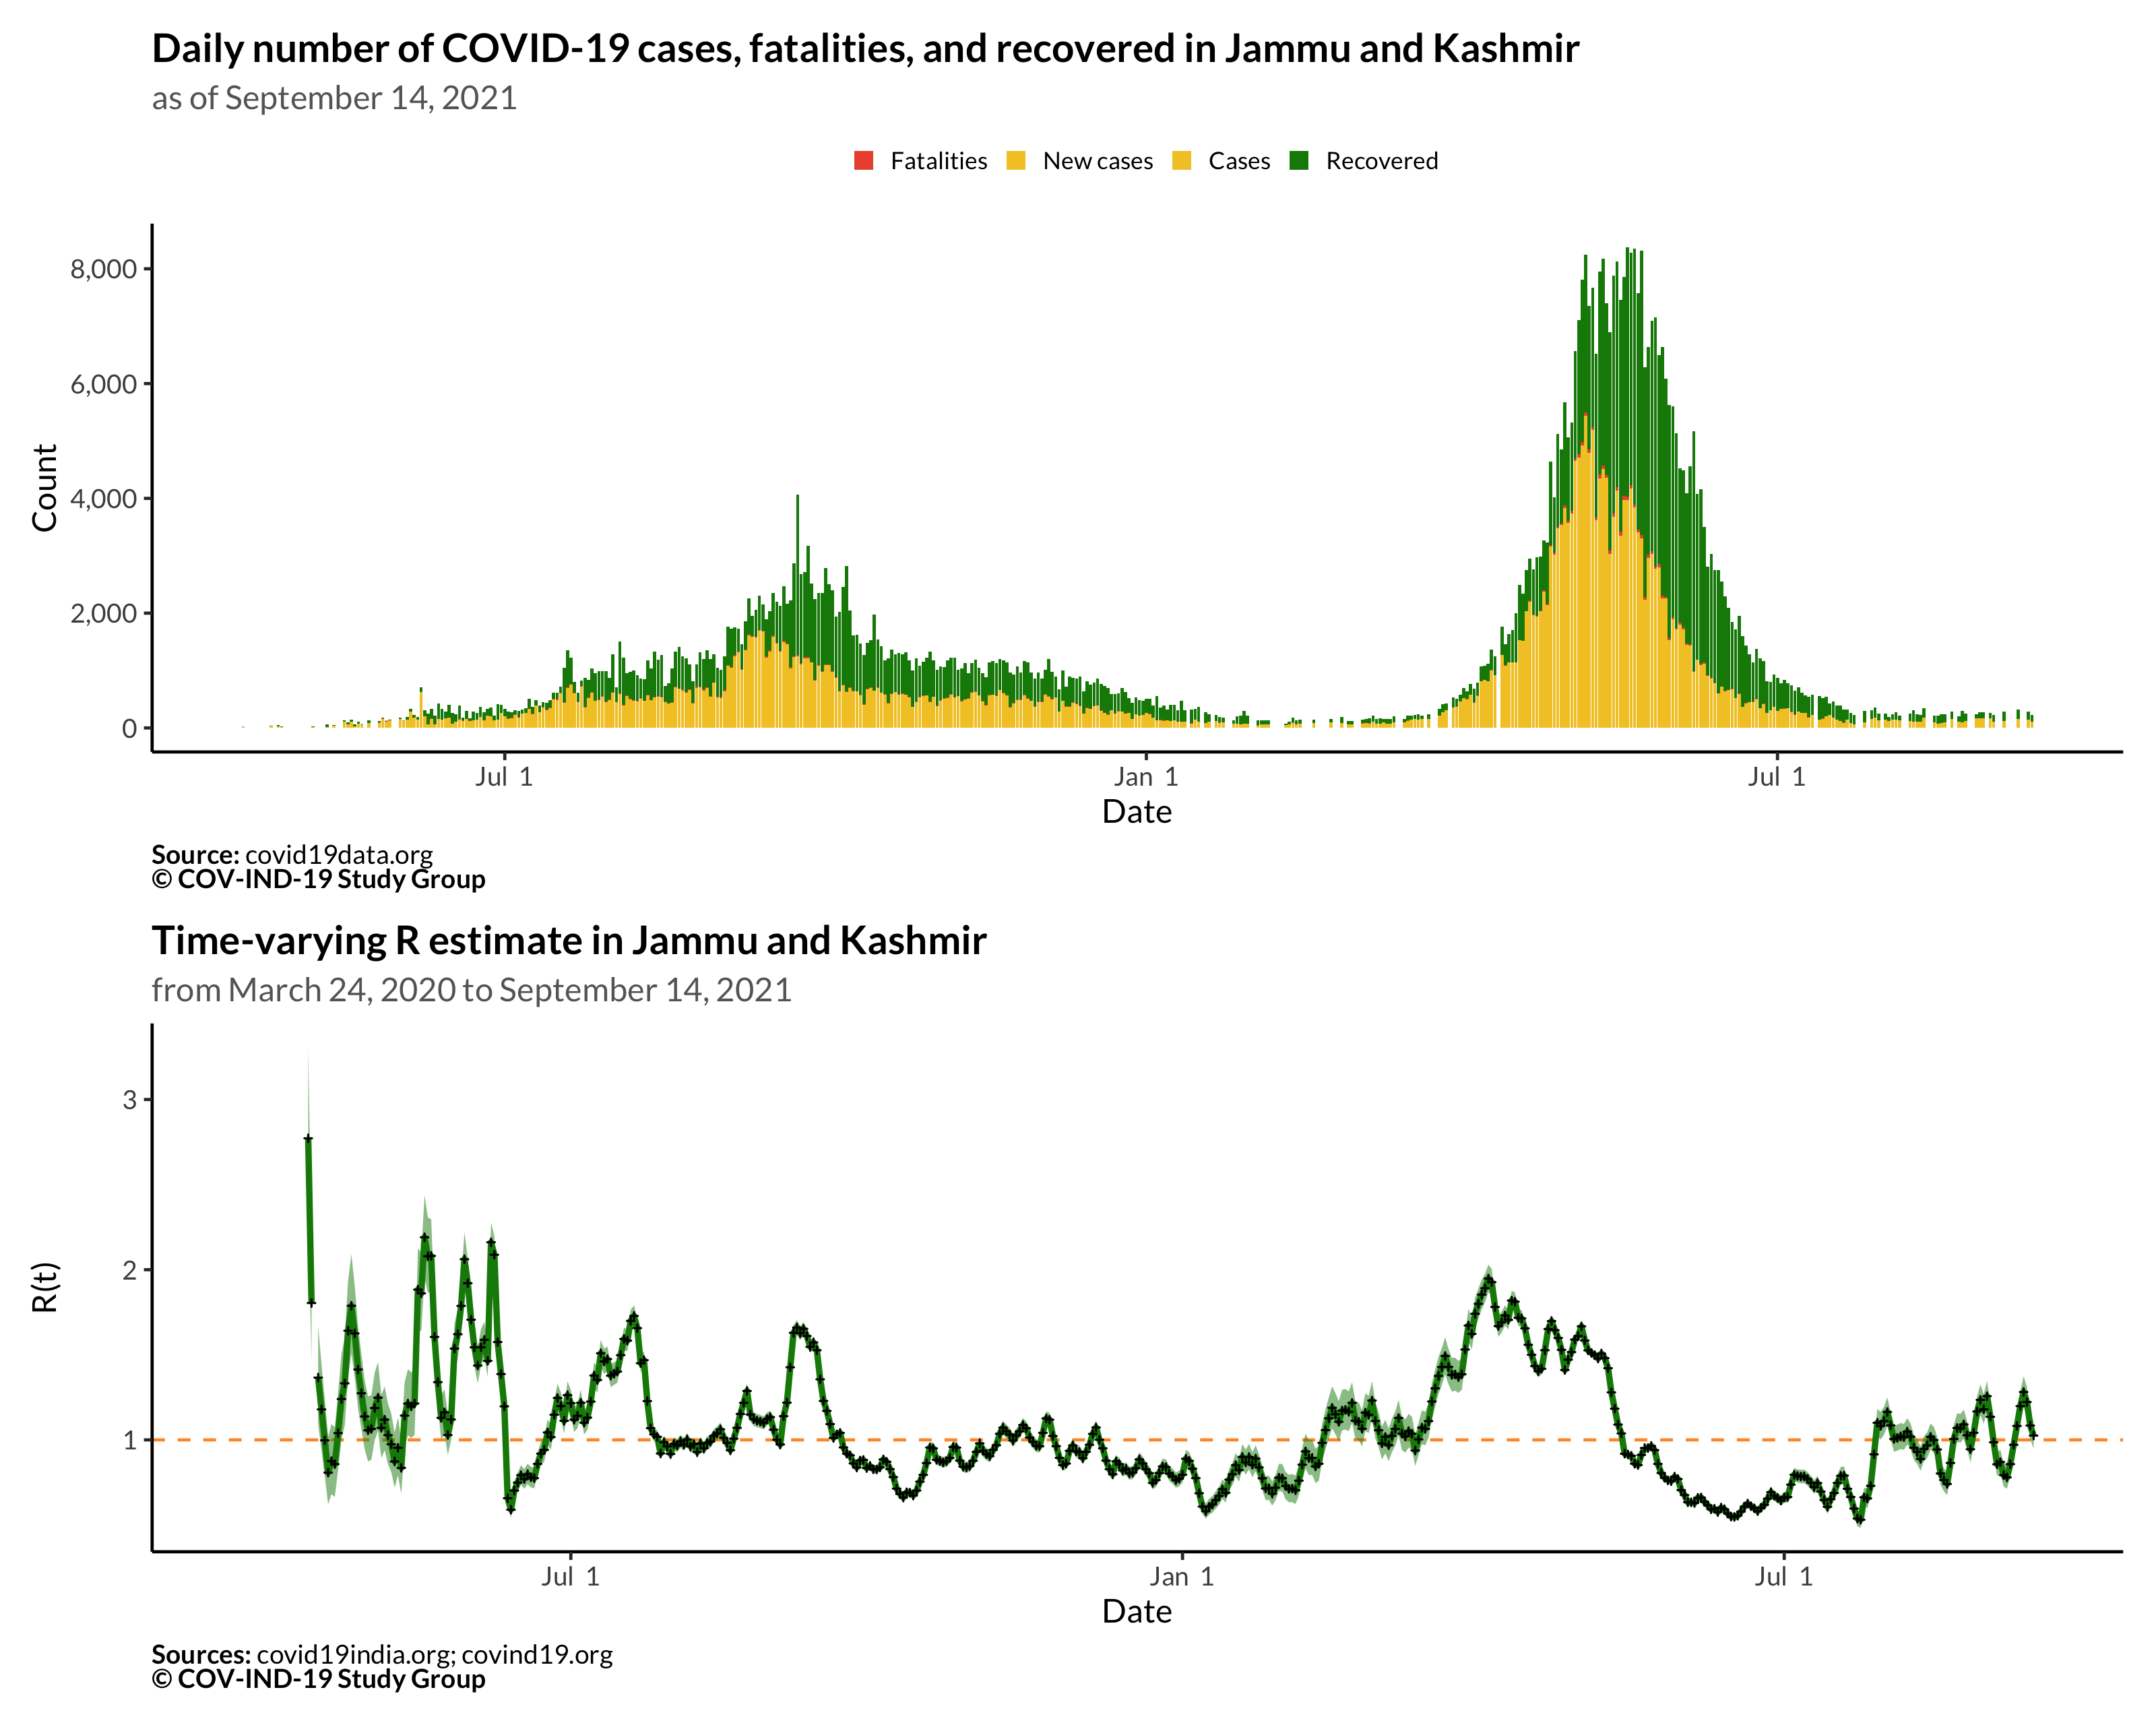 Daily number of COVID-19 cases, fatalities, and recovered in Jammu and Kashmir
as of September 14, 2021
Fatalities New cases Cases Recovered
Count
8,000
6,000
4,000
2,000
0
Jul 1 Jan 1 Jul 1
Date
Source: covid19data.org
© COV-IND-19 Study Group
Time-varying R estimate in Jammu and Kashmir
from March 24, 2020 to September 14, 2021
R(t)
3
2
1
Jul 1 Jan 1 Jul 1
Date
Sources: covid19india.org; covind19.org
© COV-IND-19 Study Group